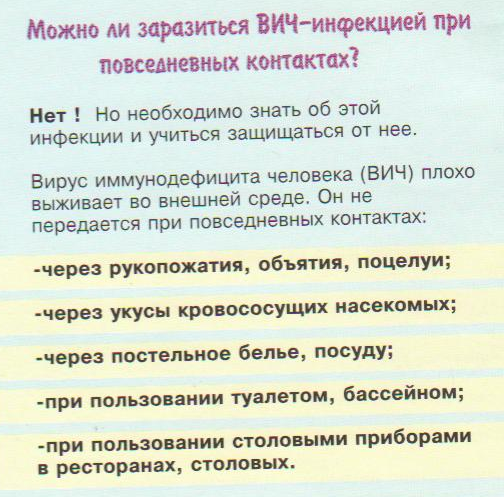 Можно ли заразиться ВИЧ-инфекцией при
повседневных контактах?
Нет ! Но необходимо знать об этой
инфекции и учиться защищаться от нее.
Вирус иммунодефицита человека (ВИЧ) плохо
выживает во внешней среде. Он не
передается при повседневных контактах:
-через рукопожатия, объятия, поцелуи;
-через укусы кровососущих насекомых;
-через постельное белье, посуду;
-при пользовании туалетом, бассейном;
-при пользовании столовыми приборами
в ресторанах, столовых.